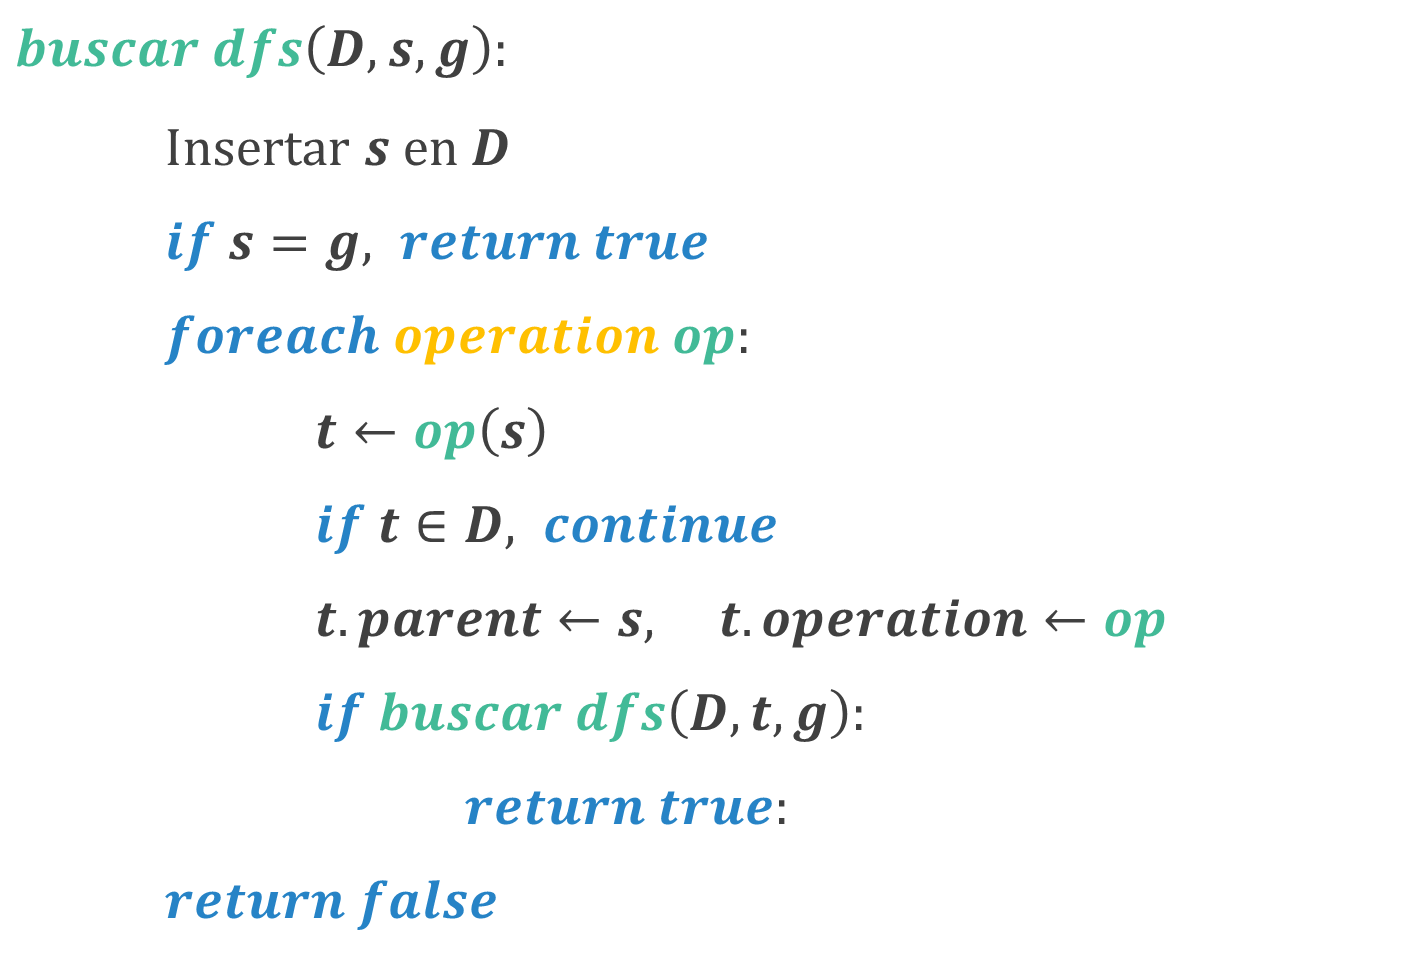 buscar dfs(D, s, g):
Insertar s en D
if s = g, return true
foreach operation op:
t ← op(s)
if t ∈ D, continue
t.parent ← s, t.operation ← op
if buscar dfs(D, t, g):
return true:
return false